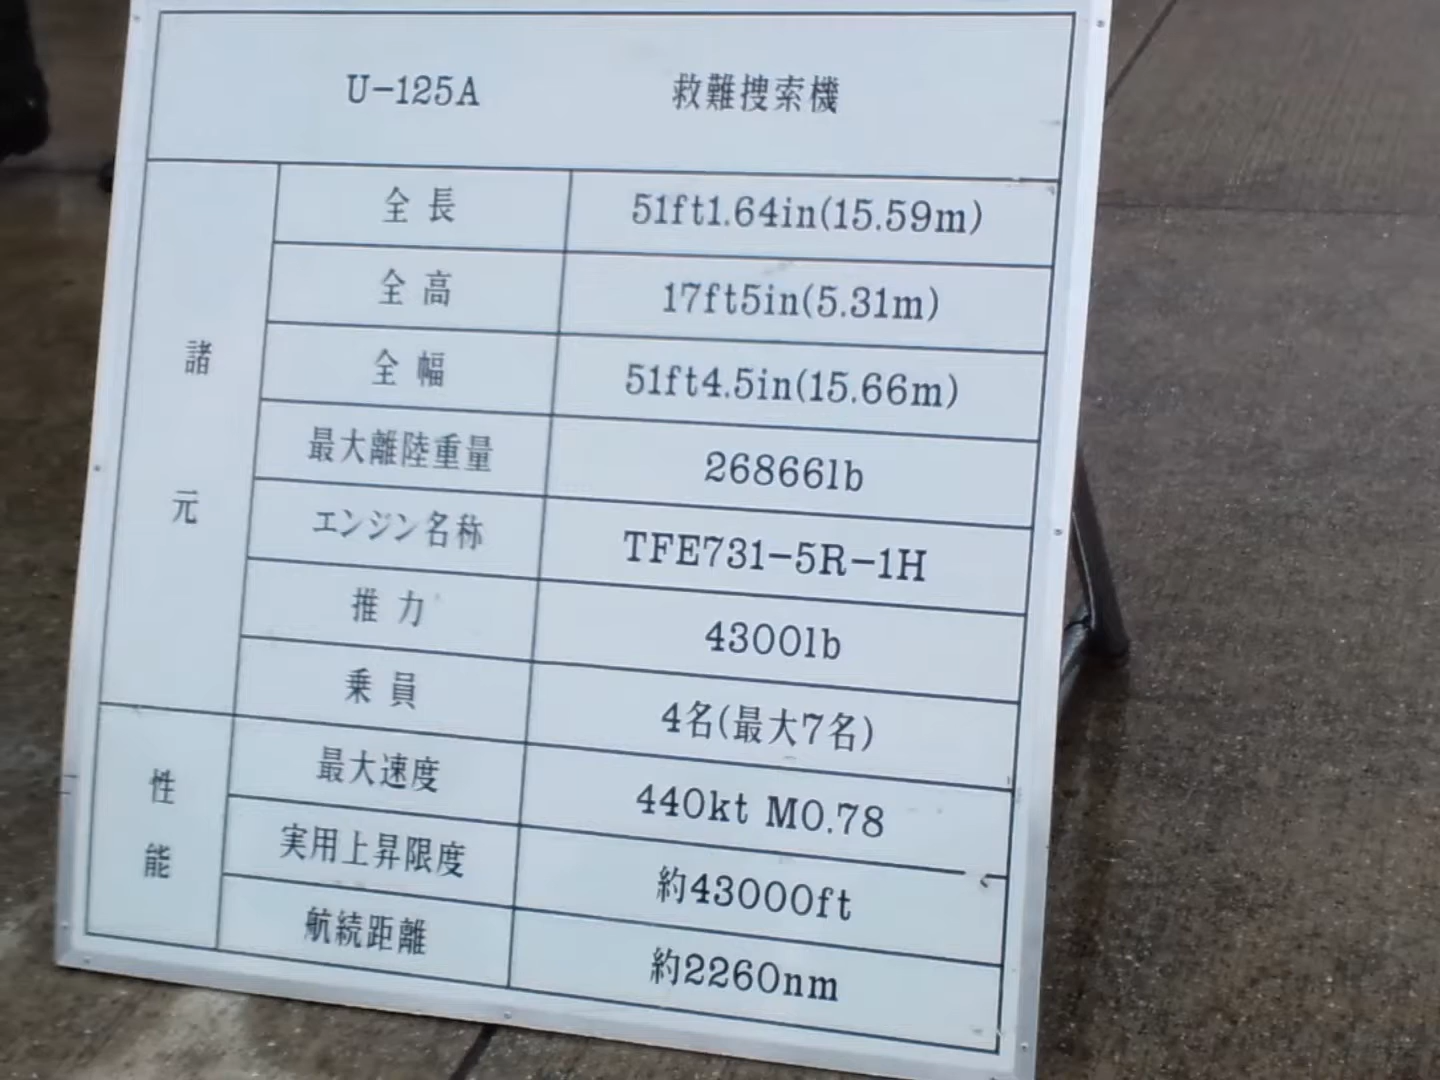 U-125A 救難捜索機
諸元
全長 51ft1.64in(15.59m)
全高 17ft5in(5.31m)
全幅 51ft4.5in(15.66m)
最大離陸重量 26866lb
エンジン名称 TFE731-5R-1H
推力 4300lb
乗員 4名(最大7名)
性能
最大速度 440kt M0.78
実用上昇限度 約43000ft
航続距離 約2260nm